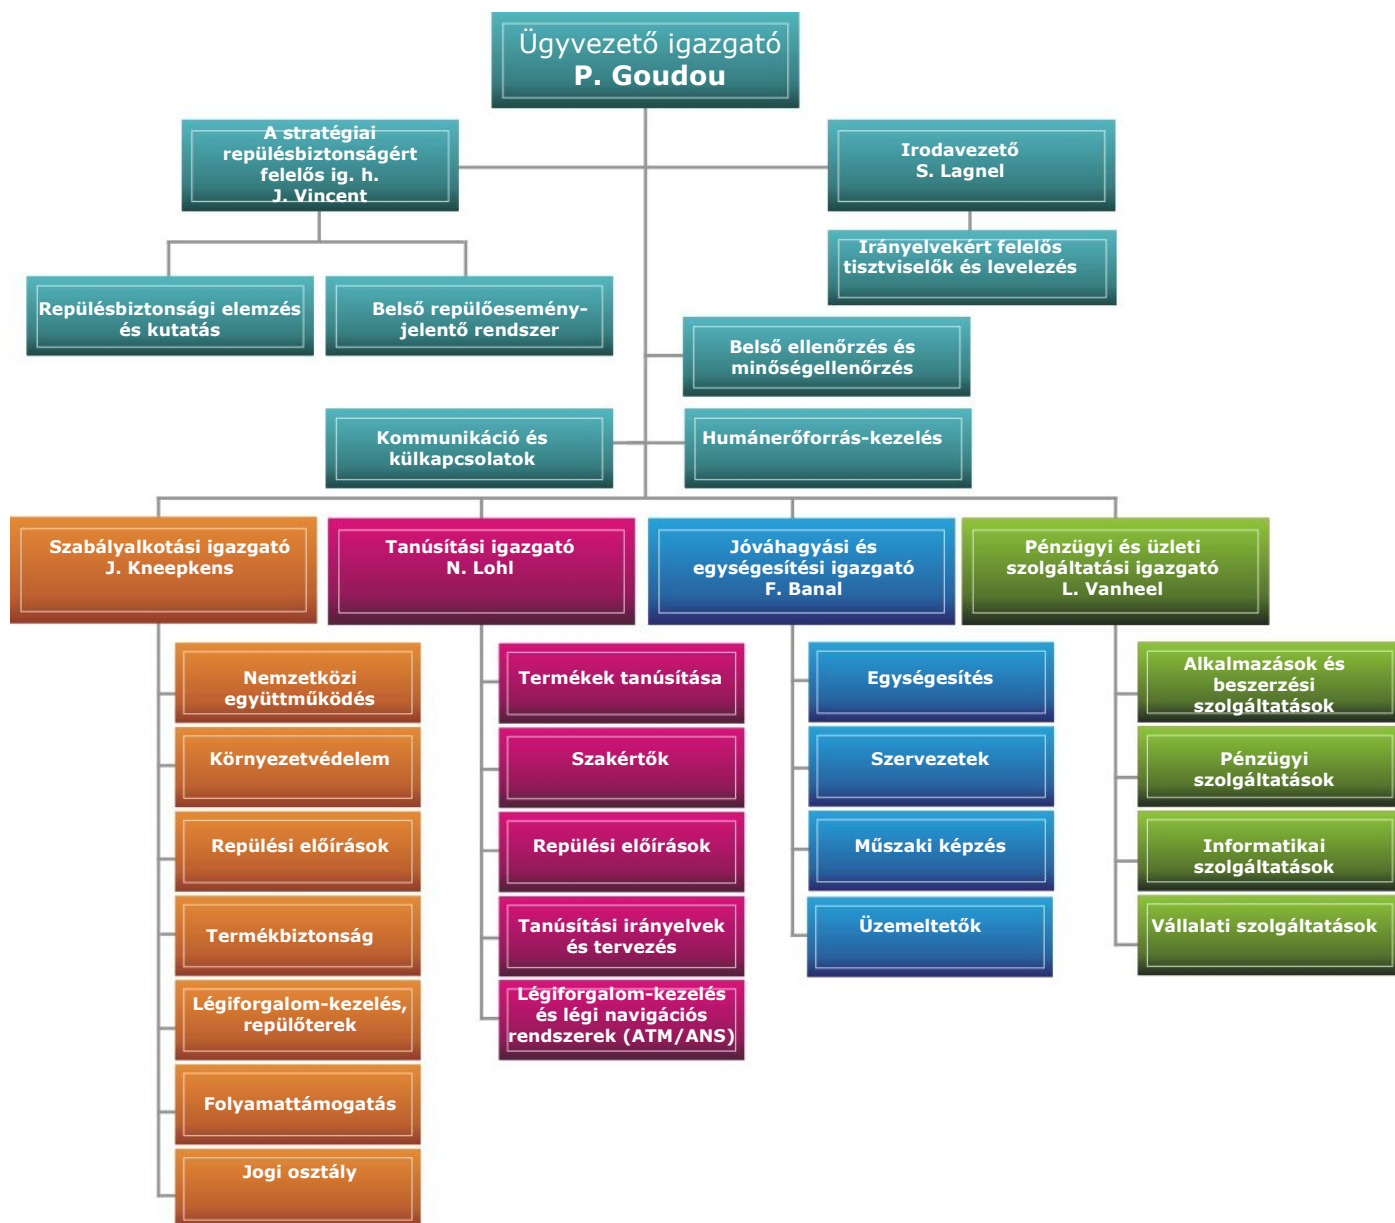 Ügyvezető igazgató
P. Goudou
A stratégiai
repülésbiztonságért
felelős ig. h.
J. Vincent
Irodavezető
S. Lagnel
Irányelvekért felelős
tisztviselők és levelezés
Repülésbiztonsági elemzés
és kutatás
Belső repülőesemény-
jelentő rendszer
Belső ellenőrzés és
minőségellenőrzés
Kommunikáció és
külkapcsolatok
Humánerőforrás-kezelés
Szabályalkotási igazgató
J. Kneepkens
Tanúsítási igazgató
N. Lohl
Jóváhagyási és
egységesítési igazgató
F. Banal
Pénzügyi és üzleti
szolgáltatási igazgató
L. Vanheel
Nemzetközi
együttműködés
Környezetvédelem
Repülési előírások
Termékbiztonság
Légiforgalom-kezelés,
repülőterek
Folyamattámogatás
Jogi osztály
Termékek tanúsítása
Szakértők
Repülési előírások
Tanúsítási irányelvek
és tervezés
Légiforgalom-kezelés
és légi navigációs
rendszerek (ATM/ANS)
Egységesítés
Szervezetek
Műszaki képzés
Üzemeltetők
Alkalmazások és
beszerzési
szolgáltatások
Pénzügyi
szolgáltatások
Informatikai
szolgáltatások
Vállalati szolgáltatások